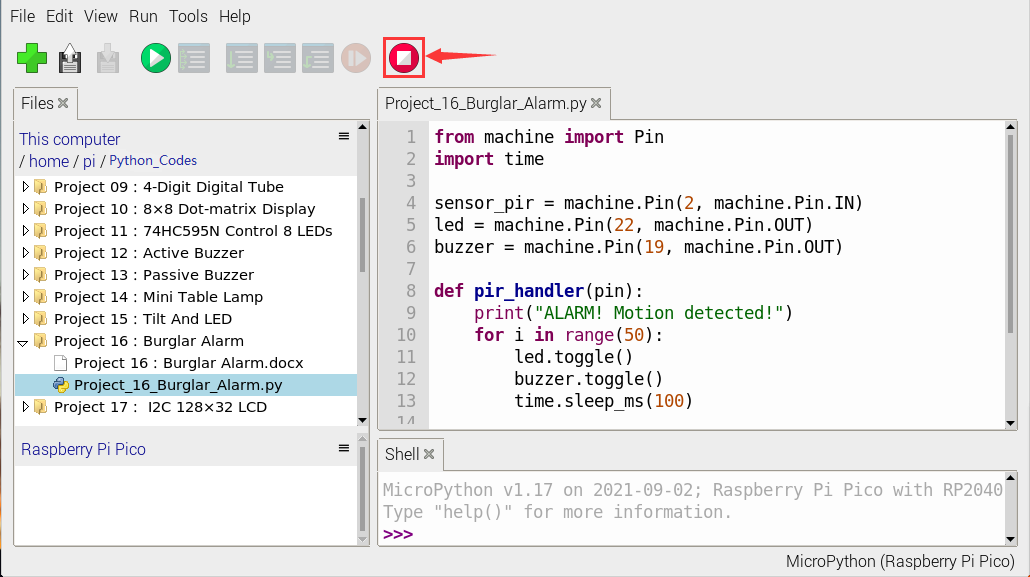 File Edit View Run Tools Help
Files
This computer
/ home / pi / Python_Codes
Project 09 : 4-Digit Digital Tube
Project 10 : 8×8 Dot-matrix Display
Project 11 : 74HC595N Control 8 LEDs
Project 12 : Active Buzzer
Project 13 : Passive Buzzer
Project 14 : Mini Table Lamp
Project 15 : Tilt And LED
Project 16 : Burglar Alarm
Project 16 : Burglar Alarm.docx
Project_16_Burglar_Alarm.py
Project 17 : I2C 128×32 LCD
Raspberry Pi Pico
Project_16_Burglar_Alarm.py
1 from machine import Pin
2 import time
3
4 sensor_pir = machine.Pin(2, machine.Pin.IN)
5 led = machine.Pin(22, machine.Pin.OUT)
6 buzzer = machine.Pin(19, machine.Pin.OUT)
7
8 def pir_handler(pin):
9     print("ALARM! Motion detected!")
10     for i in range(50):
11         led.toggle()
12         buzzer.toggle()
13         time.sleep_ms(100)
14
Shell
MicroPython v1.17 on 2021-09-02; Raspberry Pi Pico with RP2040
Type "help()" for more information.
>>>
MicroPython (Raspberry Pi Pico)